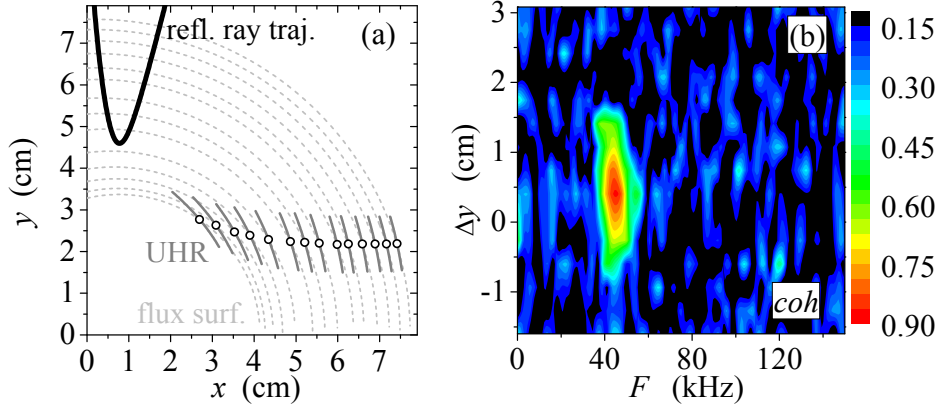 refl. ray traj.
(a)
UHR
flux surf.
y (cm)
7
6
5
4
3
2
1
0
0 1 2 3 4 5 6 7
x (cm)
(b)
coh
Δy (cm)
3
2
1
0
-1
0 40 80 120
F (kHz)
0.15
0.30
0.45
0.60
0.75
0.90